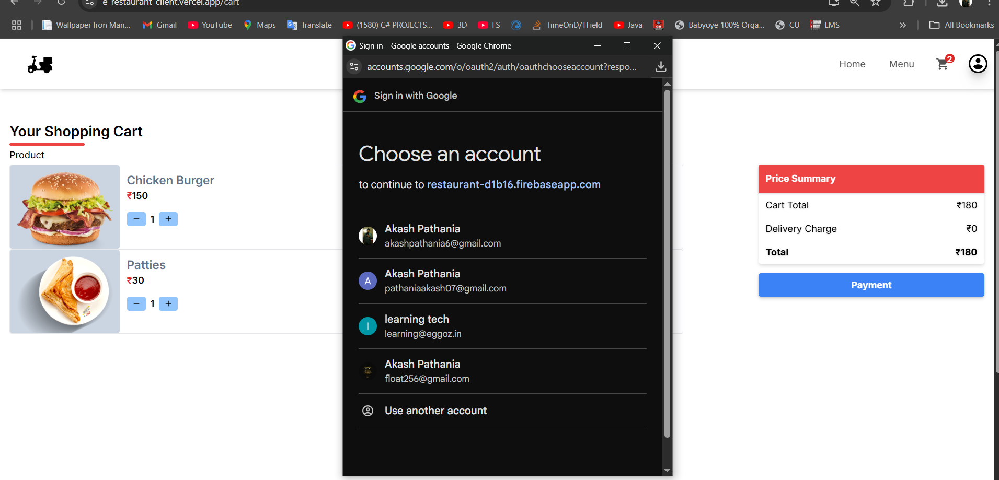 e-restaurant-client.vercel.app/cart
Wallpaper Iron Man...
Gmail
YouTube
Maps
Translate
(1580) C# PROJECTS...
3D
FS
TimeOnD/TField
Java
Babyoye 100% Orga...
CU
LMS
»
All Bookmarks
Home
Menu
2
Your Shopping Cart
Product
Chicken Burger
₹150
− 1 +
Patties
₹30
− 1 +
Sign in – Google accounts - Google Chrome
accounts.google.com/o/oauth2/auth/oauthchooseaccount?respo...
Sign in with Google
Choose an account
to continue to restaurant-d1b16.firebaseapp.com
Akash Pathania
akashpathania6@gmail.com
A
Akash Pathania
pathaniaakash07@gmail.com
l
learning tech
learning@eggoz.in
Akash Pathania
float256@gmail.com
Use another account
Price Summary
Cart Total ₹180
Delivery Charge ₹0
Total ₹180
Payment